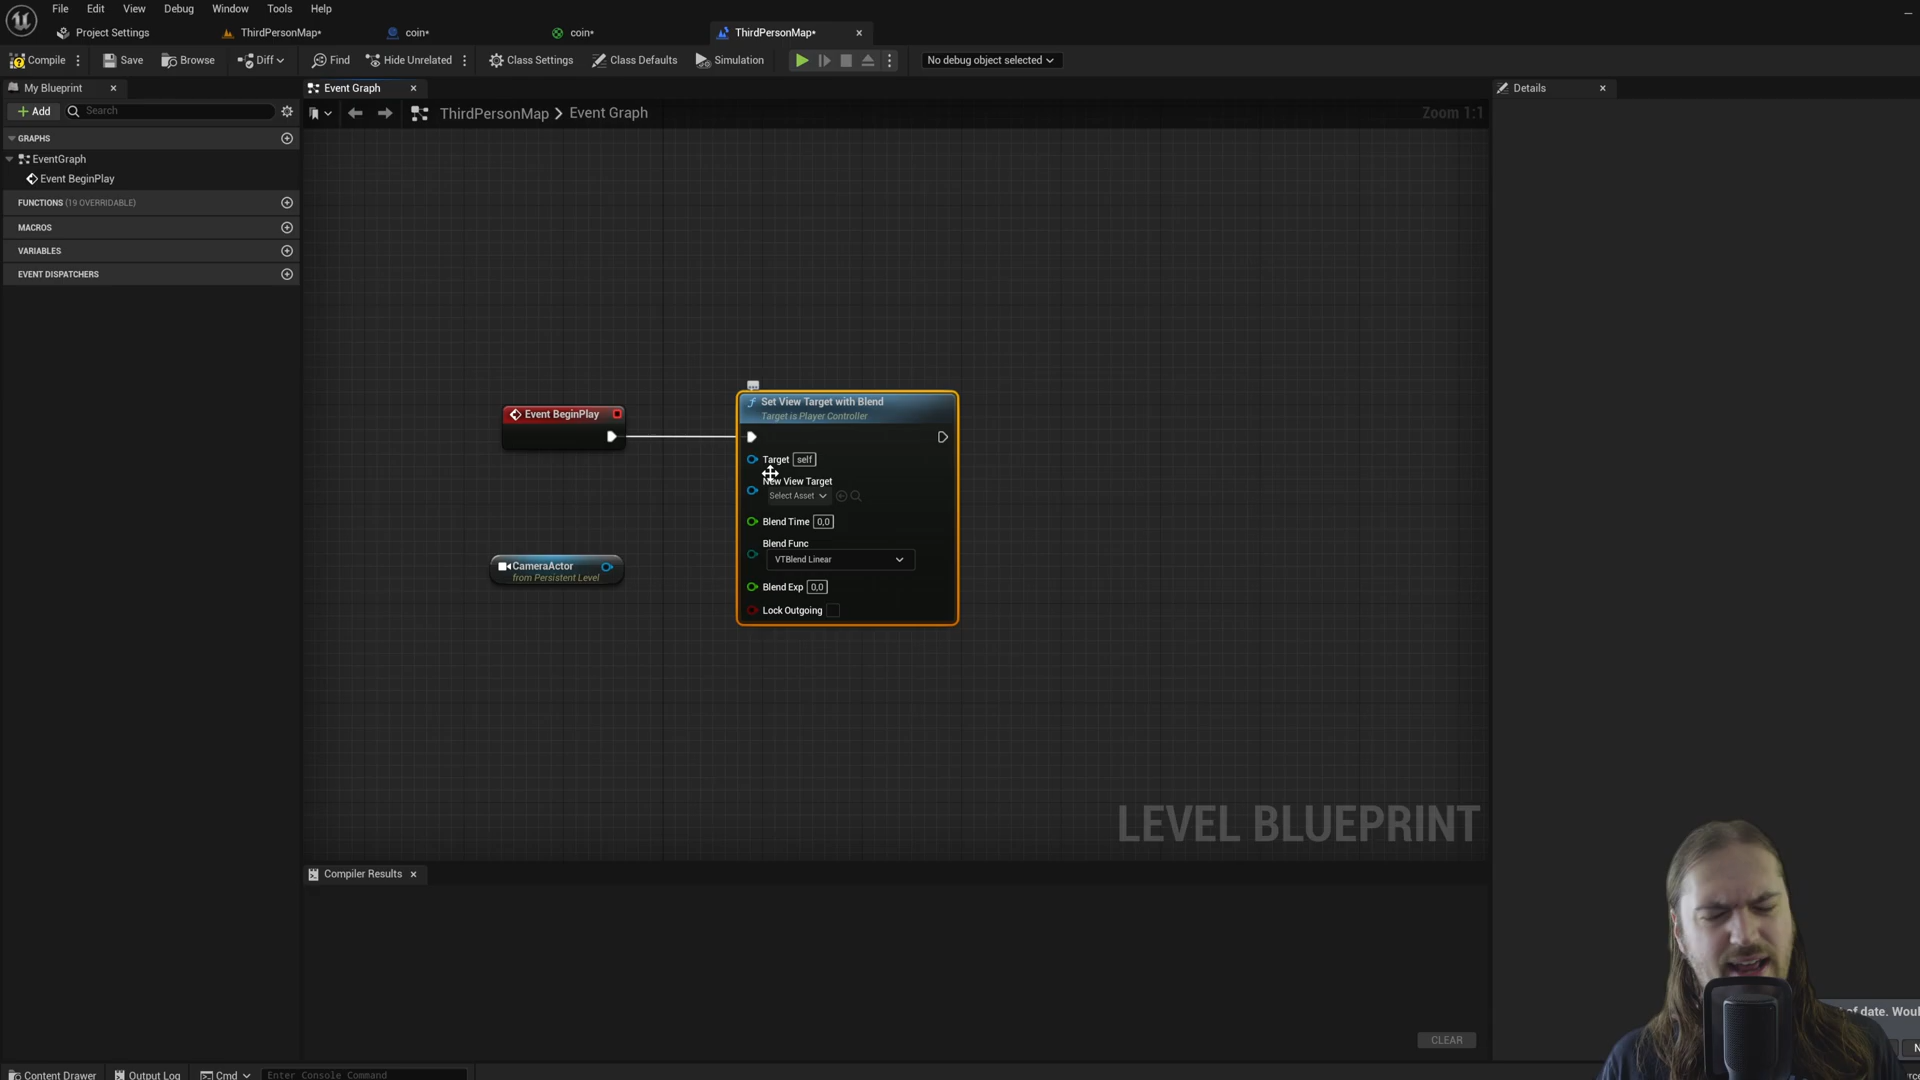 File Edit View Debug Window Tools Help
Project Settings ThirdPersonMap* coin* coin* ThirdPersonMap*
Compile Save Browse Diff Find Hide Unrelated Class Settings Class Defaults Simulation No debug object selected
My Blueprint Event Graph Details
Add Search ThirdPersonMap > Event Graph Zoom 1:1
GRAPHS
EventGraph
Event BeginPlay
FUNCTIONS (19 OVERRIDABLE)
MACROS
VARIABLES
EVENT DISPATCHERS
Event BeginPlay
CameraActor
from Persistent Level
Set View Target with Blend
Target is Player Controller
Target self
New View Target
Select Asset
Blend Time 0,0
Blend Func
VTBlend Linear
Blend Exp 0,0
Lock Outgoing
LEVEL BLUEPRINT
Compiler Results
of date. Woul
N
CLEAR
Content Drawer Output Log Cmd Enter Console Command